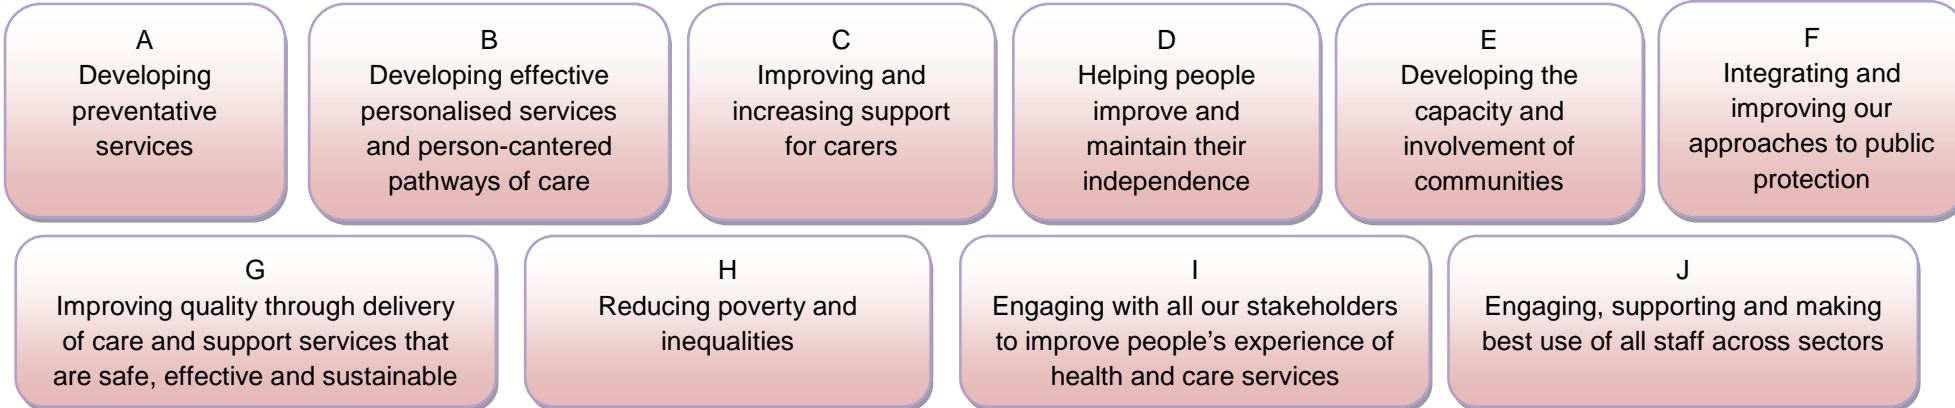 A
Developing
preventative
services
B
Developing effective
personalised services
and person-cantered
pathways of care
C
Improving and
increasing support
for carers
D
Helping people
improve and
maintain their
independence
E
Developing the
capacity and
involvement of
communities
F
Integrating and
improving our
approaches to public
protection
G
Improving quality through delivery
of care and support services that
are safe, effective and sustainable
H
Reducing poverty and
inequalities
I
Engaging with all our stakeholders
to improve people’s experience of
health and care services
J
Engaging, supporting and making
best use of all staff across sectors